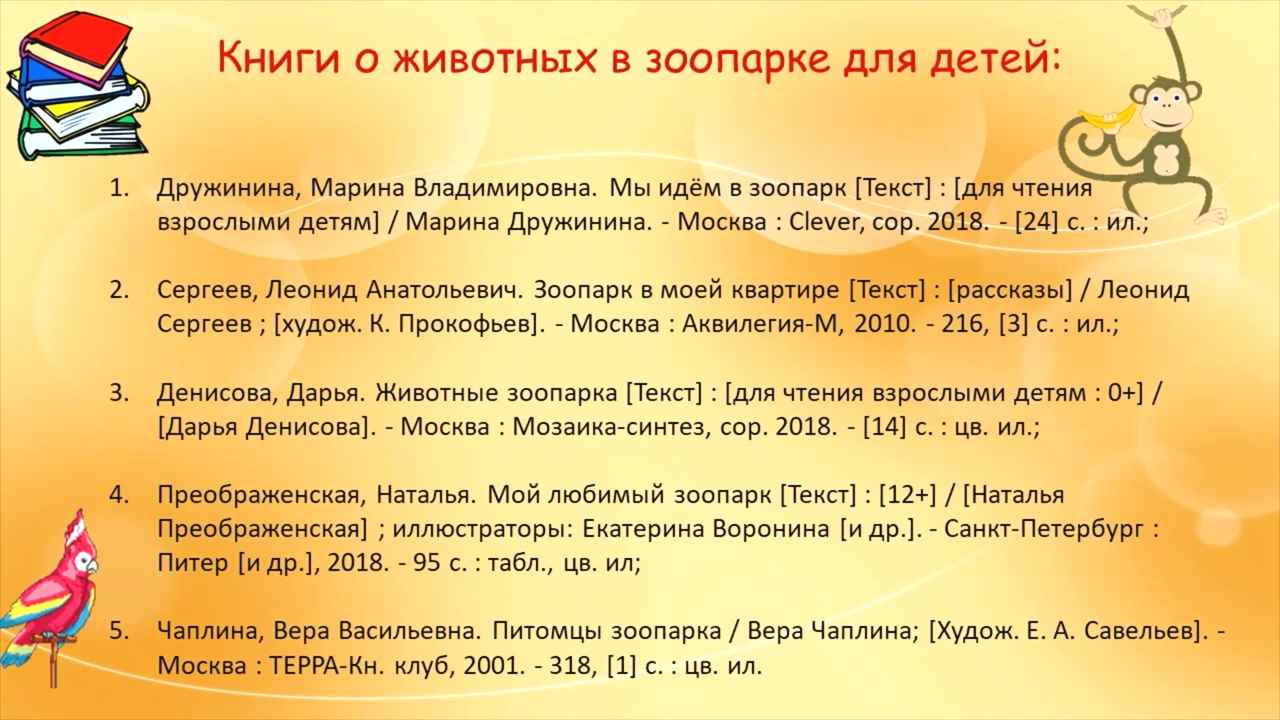 Книги о животных в зоопарке для детей:
1. Дружинина, Марина Владимировна. Мы идём в зоопарк [Текст] : [для чтения
взрослыми детям] / Марина Дружинина. - Москва : Clever, cop. 2018. - [24] с. : ил.;
2. Сергеев, Леонид Анатольевич. Зоопарк в моей квартире [Текст] : [рассказы] / Леонид
Сергеев ; [худож. К. Прокофьев]. - Москва : Аквилегия-М, 2010. - 216, [3] с. : ил.;
3. Денисова, Дарья. Животные зоопарка [Текст] : [для чтения взрослыми детям : 0+] /
[Дарья Денисова]. - Москва : Мозаика-синтез, сор. 2018. - [14] с. : цв. ил.;
4. Преображенская, Наталья. Мой любимый зоопарк [Текст] : [12+] / [Наталья
Преображенская] ; иллюстраторы: Екатерина Воронина [и др.]. - Санкт-Петербург :
Питер [и др.], 2018. - 95 с. : табл., цв. ил;
5. Чаплина, Вера Васильевна. Питомцы зоопарка / Вера Чаплина; [Худож. Е. А. Савельев]. -
Москва : ТЕРРА-Кн. клуб, 2001. - 318, [1] с. : цв. ил.